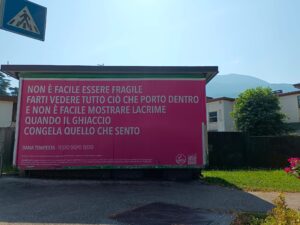 NON È FACILE ESSERE FRAGILE
FARTI VEDERE TUTTO CIÒ CHE PORTO DENTRO
E NON È FACILE MOSTRARE LACRIME
QUANDO IL GHIACCIO
CONGELA QUELLO CHE SENTO